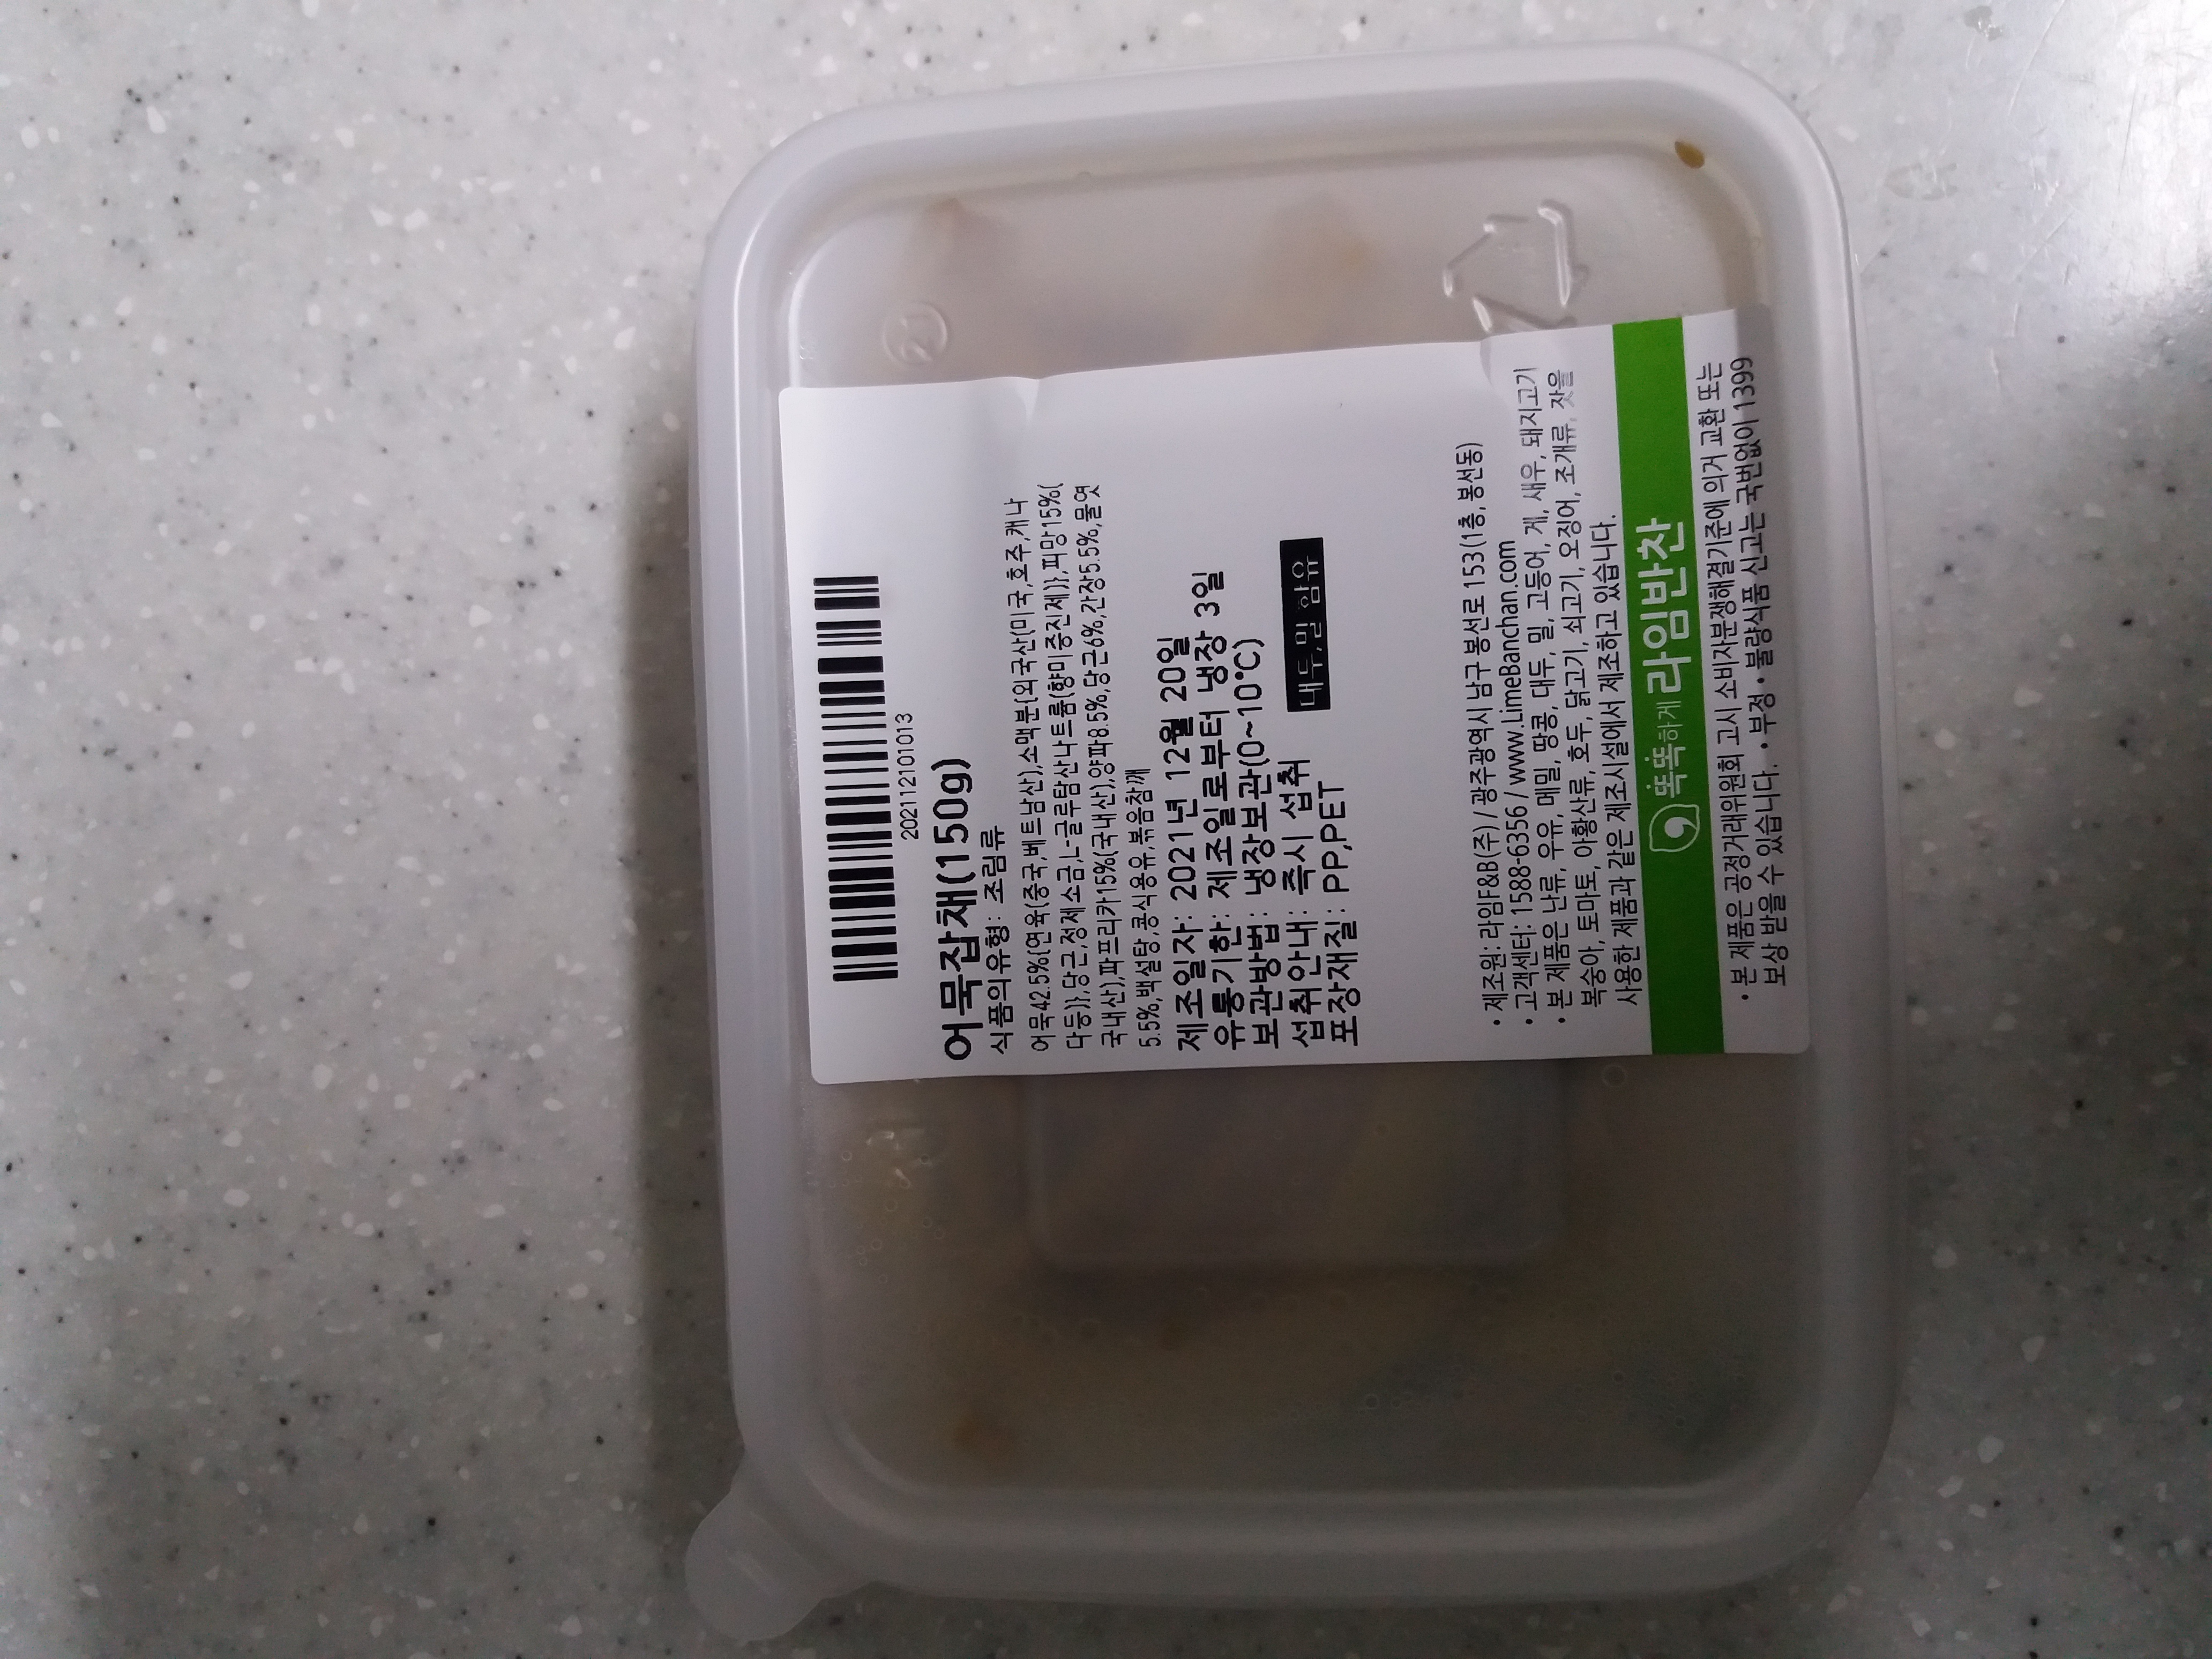 202112101013
어묵잡채(150g)
식품의유형: 조림류
어묵42.5%{연육(중국,베트남산),소맥분{외국산(미국,호주,캐나
다등)},당근,정제소금,L-글루탐산나트륨(향미증진제)},피망15%(
국내산),파프리카15%(국내산),양파8.5%,당근6%,간장5.5%,물엿
5.5%,백설탕,콩식용유,볶음참깨
제조일자: 2021년 12월 20일
유통기한: 제조일로부터 냉장 3일
보관방법: 냉장보관(0~10℃)
섭취안내: 즉시 섭취
포장재질: PP,PET
대두,밀 함유
• 제조원: 라임F&B(주) / 광주광역시 남구 봉선로 153(1층, 봉선동)
• 고객센터: 1588-6356 / www.LimeBanchan.com
• 본 제품은 난류, 우유, 메밀, 땅콩, 대두, 밀, 고등어, 게, 새우, 돼지고기
복숭아, 토마토, 아황산류, 호두, 닭고기, 쇠고기, 오징어, 조개류, 잣을
사용한 제품과 같은 제조시설에서 제조하고 있습니다.
똑똑하게 라임반찬
• 본 제품은 공정거래위원회 고시 소비자분쟁해결기준에 의거 교환 또는
보상 받을 수 있습니다. • 부정 • 불량식품 신고는 국번없이 1399